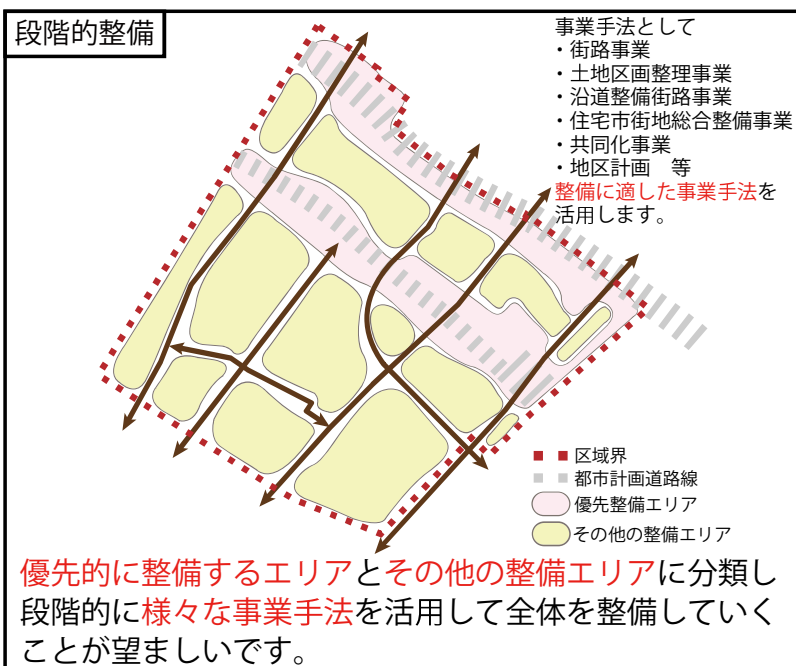 段階的整備
事業手法として
・街路事業
・土地区画整理事業
・沿道整備街路事業
・住宅市街地総合整備事業
・共同化事業
・地区計画　等
整備に適した事業手法を
活用します。
区域界
都市計画道路線
優先整備エリア
その他の整備エリア
優先的に整備するエリアとその他の整備エリアに分類し
段階的に様々な事業手法を活用して全体を整備していく
ことが望ましいです。